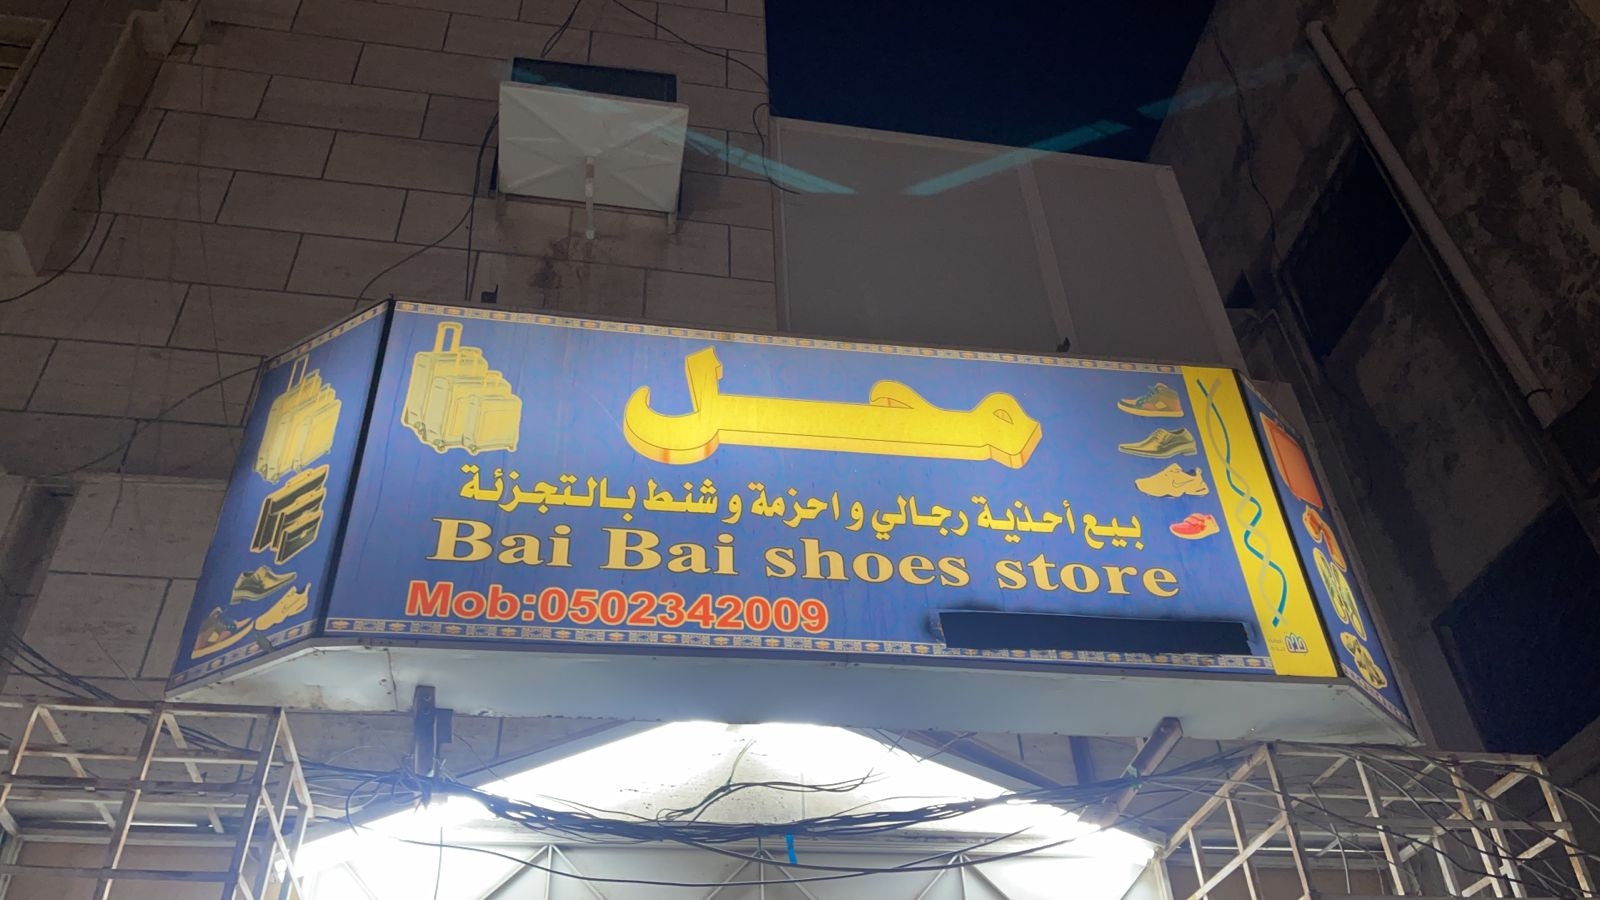 محل
بيع أحذية رجالي و احزمة و شنط بالتجزئة
Bai Bai shoes store
Mob:0502342009